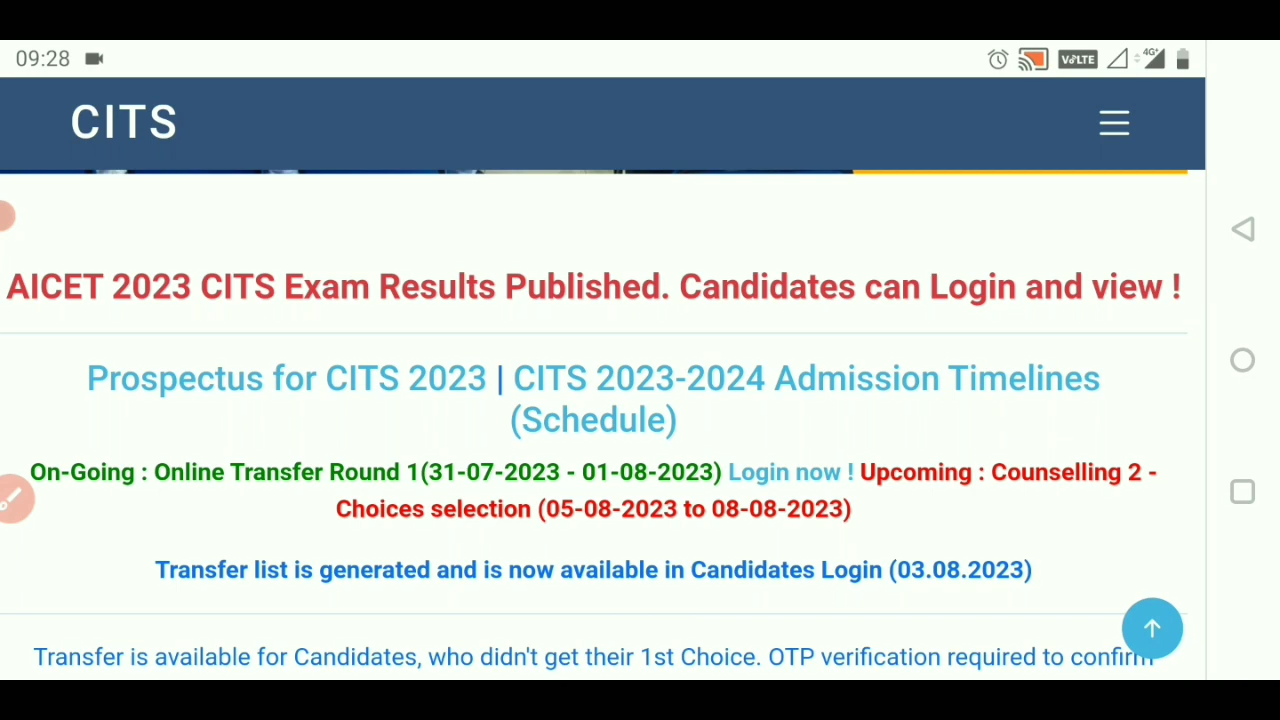 09:28
VoLTE 4G+
CITS
AICET 2023 CITS Exam Results Published. Candidates can Login and view !
Prospectus for CITS 2023 | CITS 2023-2024 Admission Timelines
(Schedule)
On-Going : Online Transfer Round 1(31-07-2023 - 01-08-2023) Login now ! Upcoming : Counselling 2 -
Choices selection (05-08-2023 to 08-08-2023)
Transfer list is generated and is now available in Candidates Login (03.08.2023)
Transfer is available for Candidates, who didn't get their 1st Choice. OTP verification required to confirm